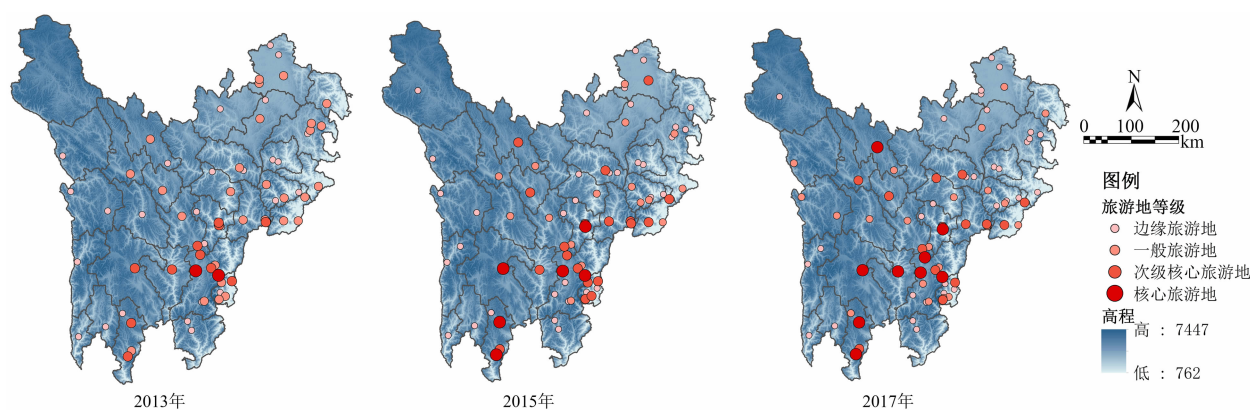 N
0 100 200
km
图例
旅游地等级
边缘旅游地
一般旅游地
次级核心旅游地
核心旅游地
高程
高 : 7447
低 : 762
2013年 2015年 2017年